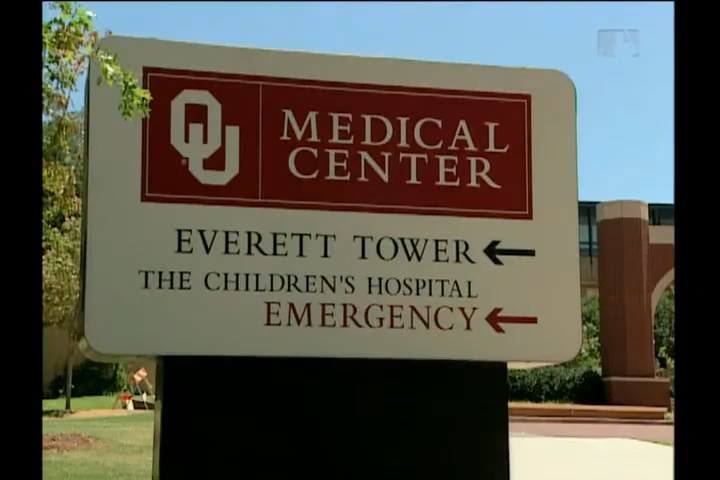 OU MEDICAL
CENTER
EVERETT TOWER ←
THE CHILDREN'S HOSPITAL
EMERGENCY ←